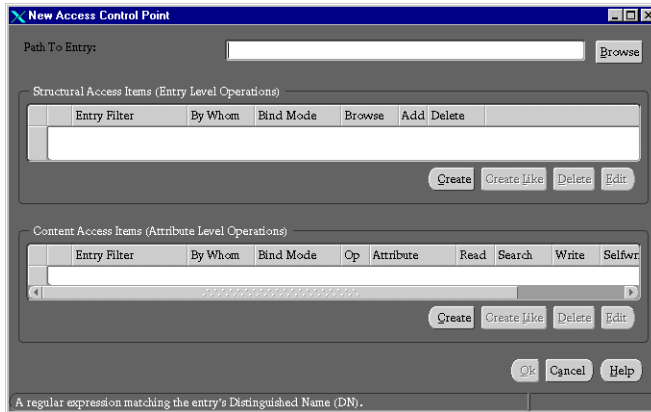 New Access Control Point
Path To Entry:
Browse
Structural Access Items (Entry Level Operations)
Entry Filter By Whom Bind Mode Browse Add Delete
Create Create Like Delete Edit
Content Access Items (Attribute Level Operations)
Entry Filter By Whom Bind Mode Op Attribute Read Search Write Selfwr
Create Create Like Delete Edit
Ok Cancel Help
A regular expression matching the entry's Distinguished Name (DN).